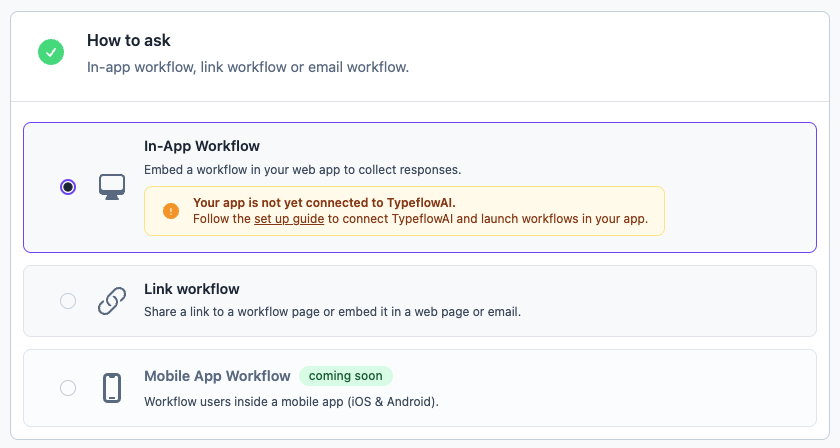 How to ask
In-app workflow, link workflow or email workflow.
In-App Workflow
Embed a workflow in your web app to collect responses.
Your app is not yet connected to TypeflowAI.
Follow the set up guide to connect TypeflowAI and launch workflows in your app.
Link workflow
Share a link to a workflow page or embed it in a web page or email.
Mobile App Workflow coming soon
Workflow users inside a mobile app (iOS & Android).